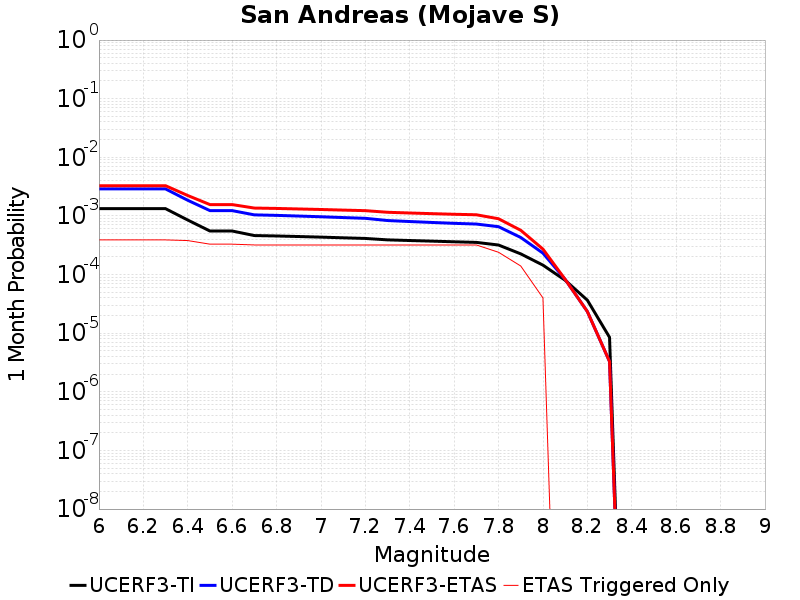 San Andreas (Mojave S)
1 Month Probability
10^0
10^-1
10^-2
10^-3
10^-4
10^-5
10^-6
10^-7
10^-8
6 6.2 6.4 6.6 6.8 7 7.2 7.4 7.6 7.8 8 8.2 8.4 8.6 8.8 9
Magnitude
UCERF3-TI UCERF3-TD UCERF3-ETAS ETAS Triggered Only